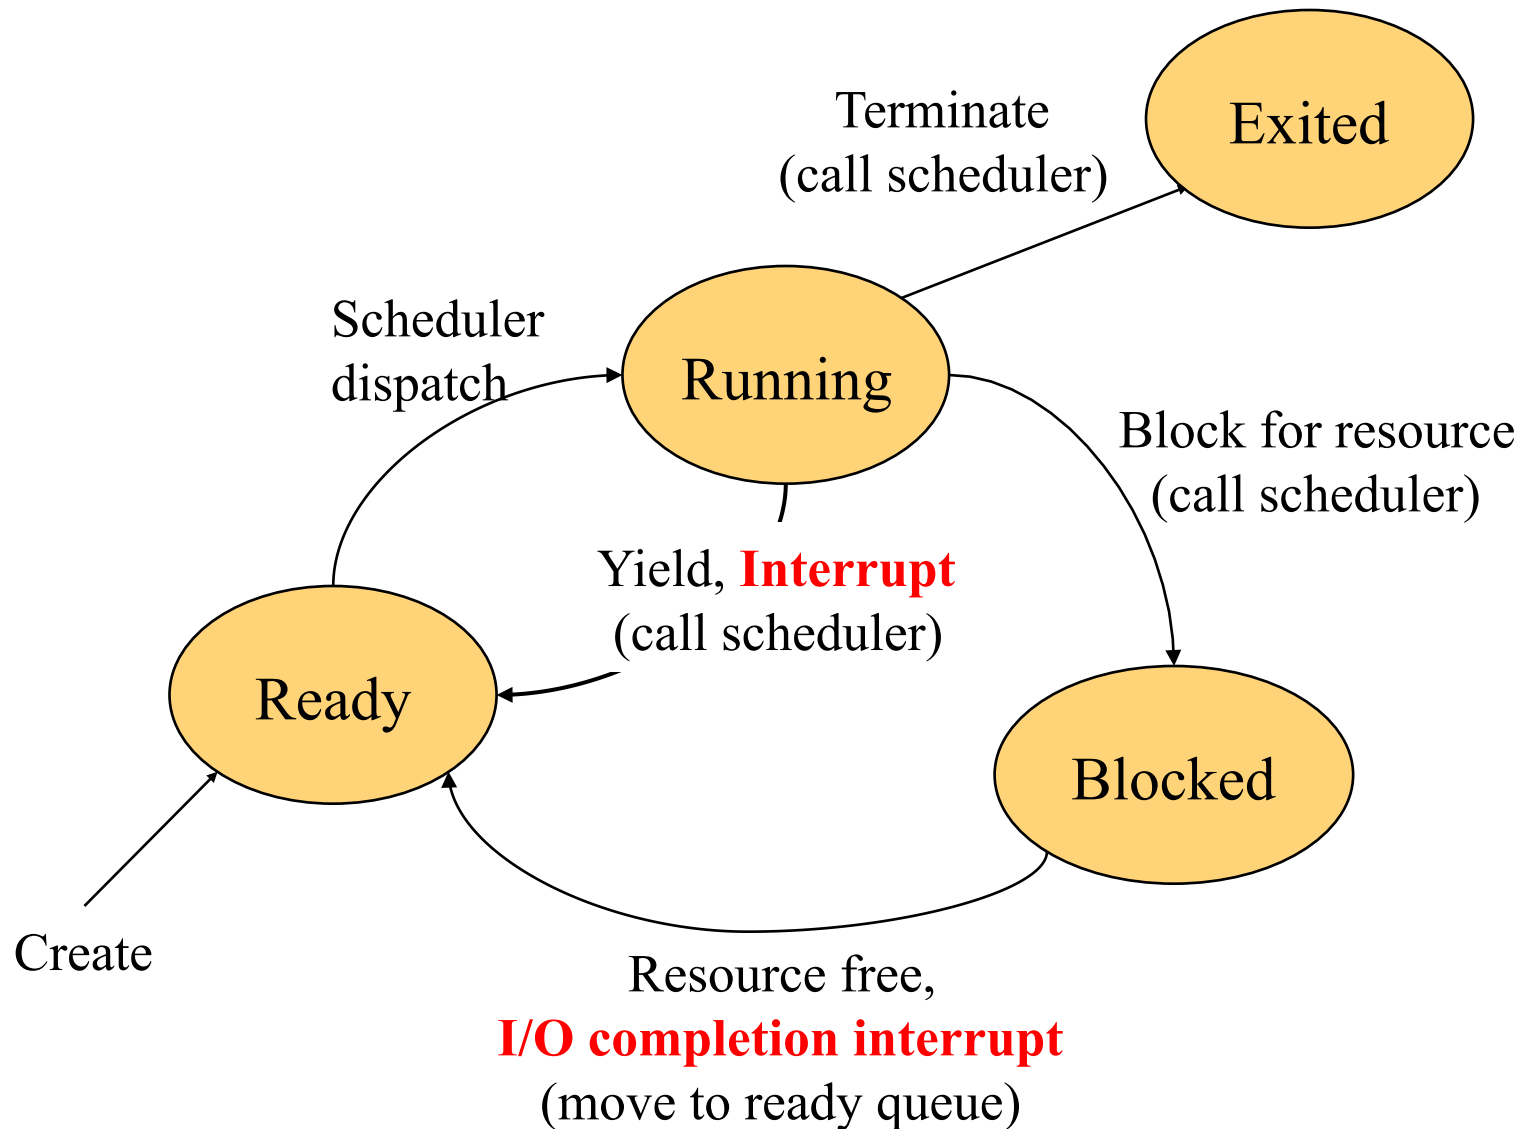 Terminate
(call scheduler)
Exited
Scheduler
dispatch
Running
Block for resource
(call scheduler)
Yield, Interrupt
(call scheduler)
Ready
Blocked
Create
Resource free,
I/O completion interrupt
(move to ready queue)